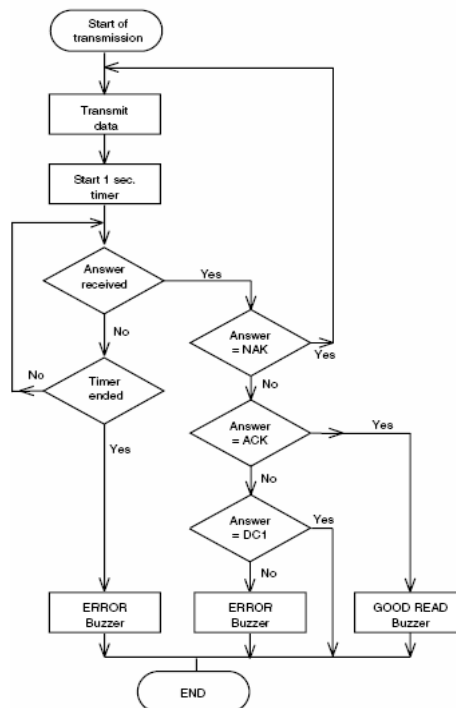 Start of
transmission
Transmit
data
Start 1 sec.
timer
Answer
received
Yes
No
Answer
= NAK
Yes
No
Timer
ended
No
Yes
Answer
= ACK
Yes
No
Answer
= DC1
Yes
No
ERROR
Buzzer
ERROR
Buzzer
GOOD READ
Buzzer
END